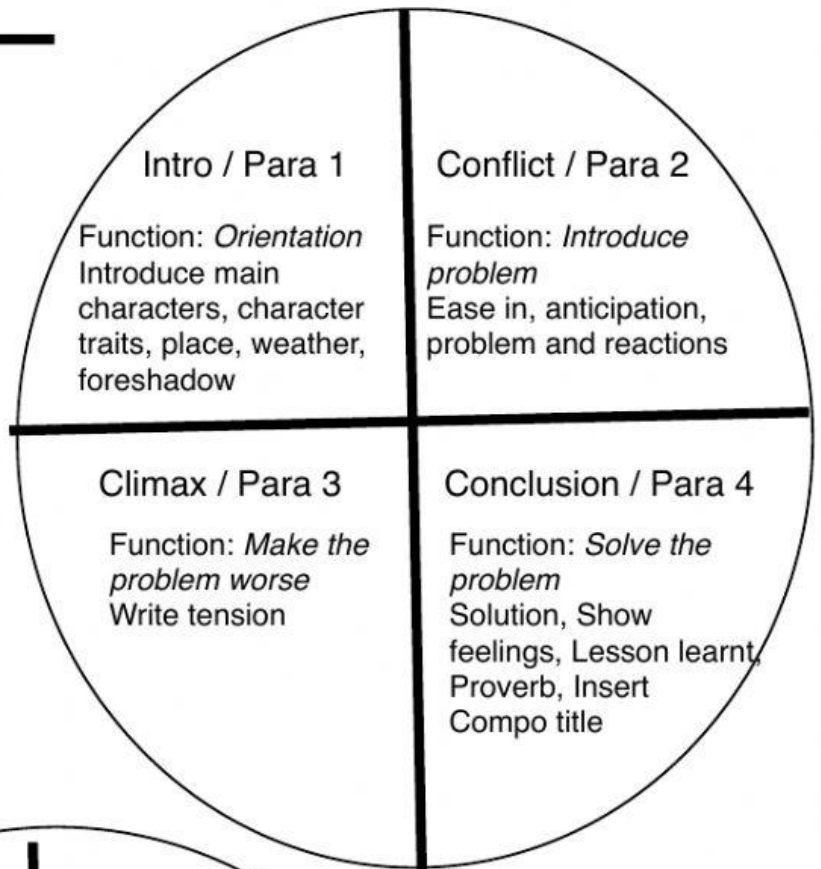 Intro / Para 1
Function: Orientation
Introduce main
characters, character
traits, place, weather,
foreshadow
Conflict / Para 2
Function: Introduce
problem
Ease in, anticipation,
problem and reactions
Climax / Para 3
Function: Make the
problem worse
Write tension
Conclusion / Para 4
Function: Solve the
problem
Solution, Show
feelings, Lesson learnt,
Proverb, Insert
Compo title